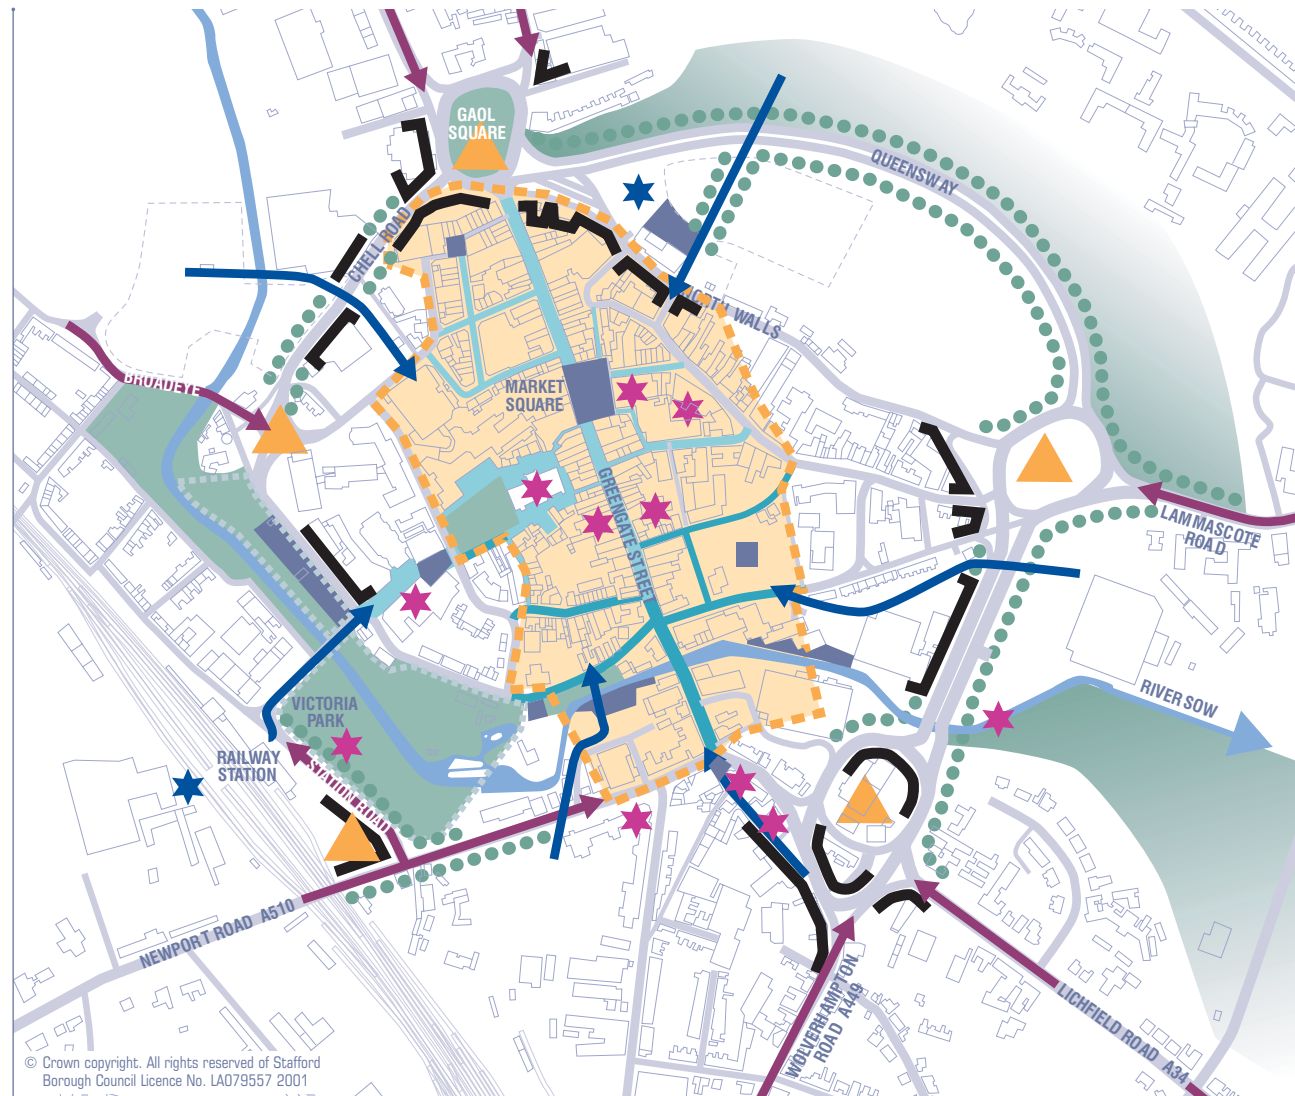 GAOL
SQUARE
QUEENSWAY
CHELL ROAD
NORTH WALLS
BROADEYE
MARKET
SQUARE
GREENGATE STREET
LAMMASCOTE
ROAD
VICTORIA
PARK
RIVER SOW
RAILWAY
STATION
STATION ROAD
NEWPORT ROAD A510
WOLVERHAMPTON
ROAD A449
LICHFIELD ROAD A34
© Crown copyright. All rights reserved of Stafford
Borough Council Licence No. LA079557 2001